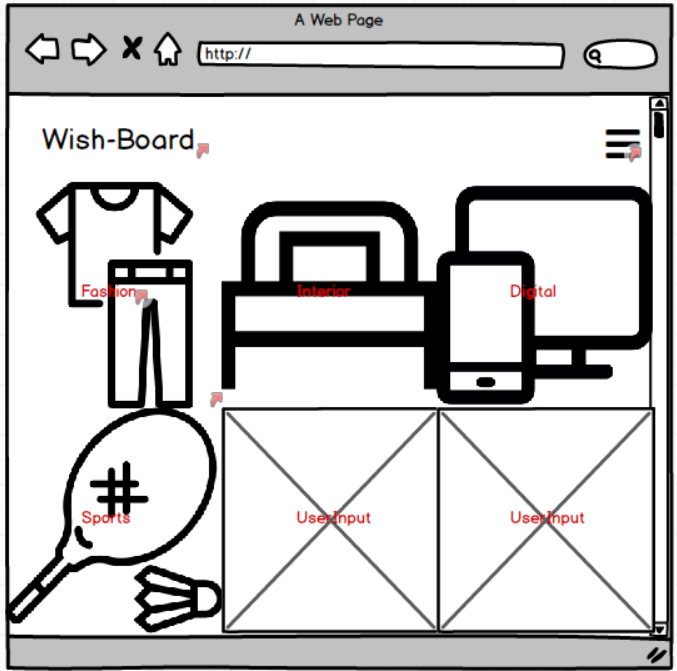 A Web Page
http://
Wish-Board
Fashion
Interior
Digital
Sports
UserInput
UserInput